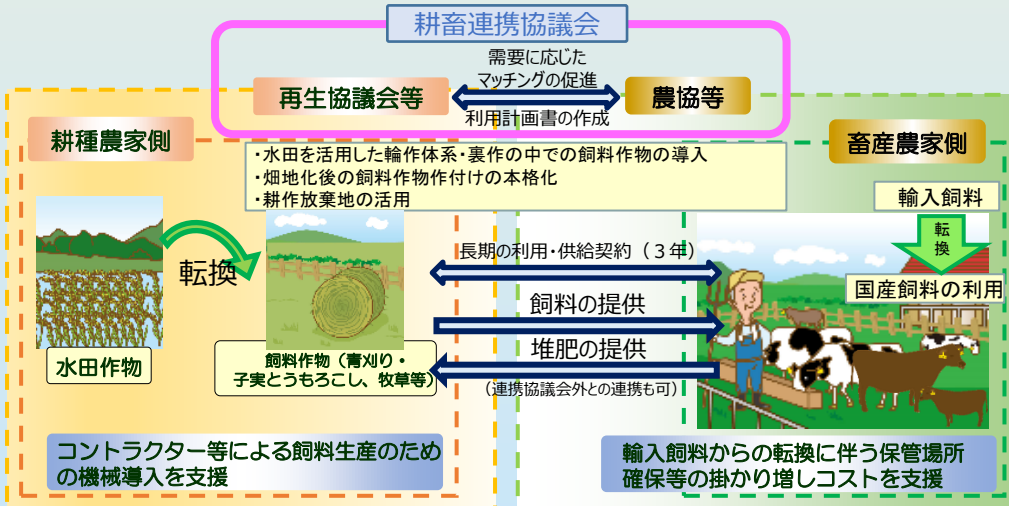 耕畜連携協議会
需要に応じた
マッチングの促進
再生協議会等
農協等
利用計画書の作成
耕種農家側
畜産農家側
・水田を活用した輪作体系・裏作の中での飼料作物の導入
・畑地化後の飼料作物作付けの本格化
・耕作放棄地の活用
輸入飼料
転
換
国産飼料の利用
転換
長期の利用・供給契約（３年）
飼料の提供
堆肥の提供
（連携協議会外との連携も可）
水田作物
飼料作物（青刈り・
子実とうもろこし、牧草等）
コントラクター等による飼料生産のため
の機械導入を支援
輸入飼料からの転換に伴う保管場所
確保等の掛かり増しコストを支援